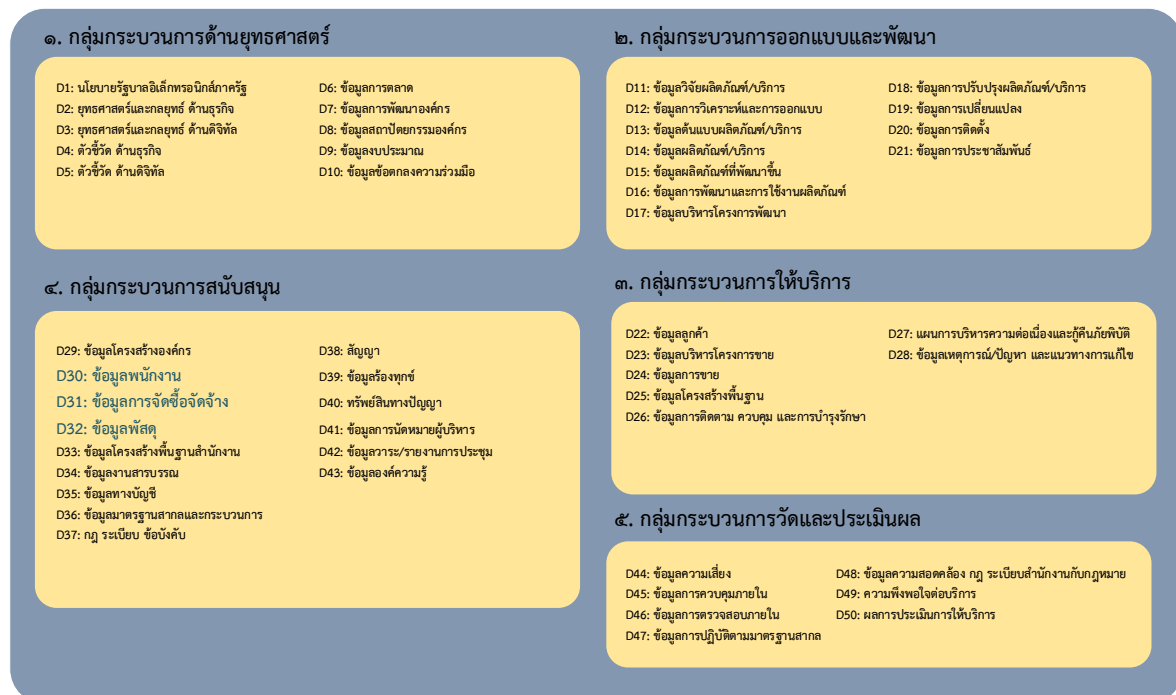 ๑. กลุ่มกระบวนการด้านยุทธศาสตร์
D1: นโยบายรัฐบาลอิเล็กทรอนิกส์ภาครัฐ
D2: ยุทธศาสตร์และกลยุทธ์ ด้านธุรกิจ
D3: ยุทธศาสตร์และกลยุทธ์ ด้านดิจิทัล
D4: ตัวชี้วัด ด้านธุรกิจ
D5: ตัวชี้วัด ด้านดิจิทัล
D6: ข้อมูลการตลาด
D7: ข้อมูลการพัฒนาองค์กร
D8: ข้อมูลสถาปัตยกรรมองค์กร
D9: ข้อมูลงบประมาณ
D10: ข้อมูลข้อตกลงความร่วมมือ
๒. กลุ่มกระบวนการออกแบบและพัฒนา
D11: ข้อมูลวิจัยผลิตภัณฑ์/บริการ
D12: ข้อมูลการวิเคราะห์และการออกแบบ
D13: ข้อมูลต้นแบบผลิตภัณฑ์/บริการ
D14: ข้อมูลผลิตภัณฑ์/บริการ
D15: ข้อมูลผลิตภัณฑ์ที่พัฒนาขึ้น
D16: ข้อมูลการพัฒนาและการใช้งานผลิตภัณฑ์
D17: ข้อมูลบริหารโครงการพัฒนา
D18: ข้อมูลการปรับปรุงผลิตภัณฑ์/บริการ
D19: ข้อมูลการเปลี่ยนแปลง
D20: ข้อมูลการติดตั้ง
D21: ข้อมูลการประชาสัมพันธ์
๔. กลุ่มกระบวนการสนับสนุน
D29: ข้อมูลโครงสร้างองค์กร
D30: ข้อมูลพนักงาน
D31: ข้อมูลการจัดซื้อจัดจ้าง
D32: ข้อมูลพัสดุ
D33: ข้อมูลโครงสร้างพื้นฐานสำนักงาน
D34: ข้อมูลงานสารบรรณ
D35: ข้อมูลทางบัญชี
D36: ข้อมูลมาตรฐานสากลและกระบวนการ
D37: กฎ ระเบียบ ข้อบังคับ
D38: สัญญา
D39: ข้อมูลร้องทุกข์
D40: ทรัพย์สินทางปัญญา
D41: ข้อมูลการนัดหมายผู้บริหาร
D42: ข้อมูลวาระ/รายงานการประชุม
D43: ข้อมูลองค์ความรู้
๓. กลุ่มกระบวนการให้บริการ
D22: ข้อมูลลูกค้า
D23: ข้อมูลบริหารโครงการขาย
D24: ข้อมูลการขาย
D25: ข้อมูลโครงสร้างพื้นฐาน
D26: ข้อมูลการติดตาม ควบคุม และการบำรุงรักษา
D27: แผนการบริหารความต่อเนื่องและกู้คืนภัยพิบัติ
D28: ข้อมูลเหตุการณ์/ปัญหา และแนวทางการแก้ไข
๕. กลุ่มกระบวนการวัดและประเมินผล
D44: ข้อมูลความเสี่ยง
D45: ข้อมูลการควบคุมภายใน
D46: ข้อมูลการตรวจสอบภายใน
D47: ข้อมูลการปฏิบัติตามมาตรฐานสากล
D48: ข้อมูลความสอดคล้อง กฎ ระเบียบสำนักงานกับกฎหมาย
D49: ความพึงพอใจต่อบริการ
D50: ผลการประเมินการให้บริการ